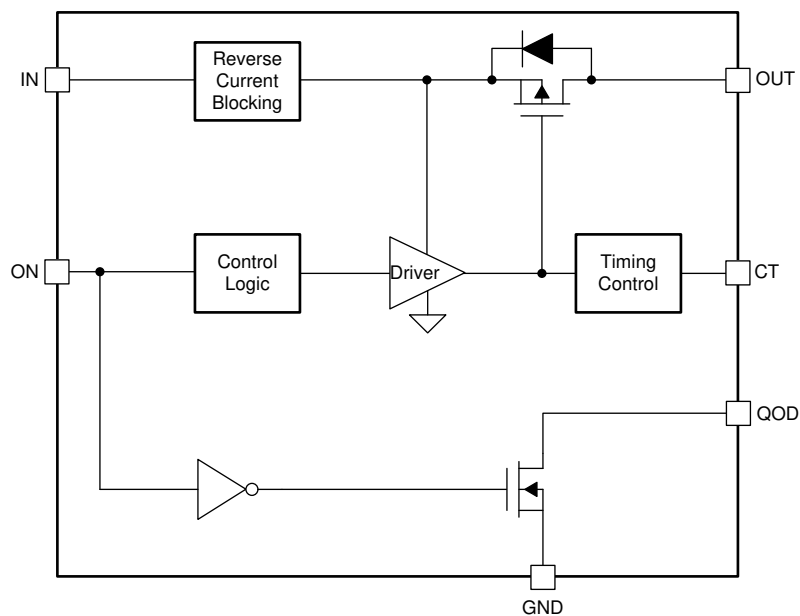 Reverse
Current
Blocking
IN
OUT
ON
Control
Logic
Driver
Timing
Control
CT
QOD
GND